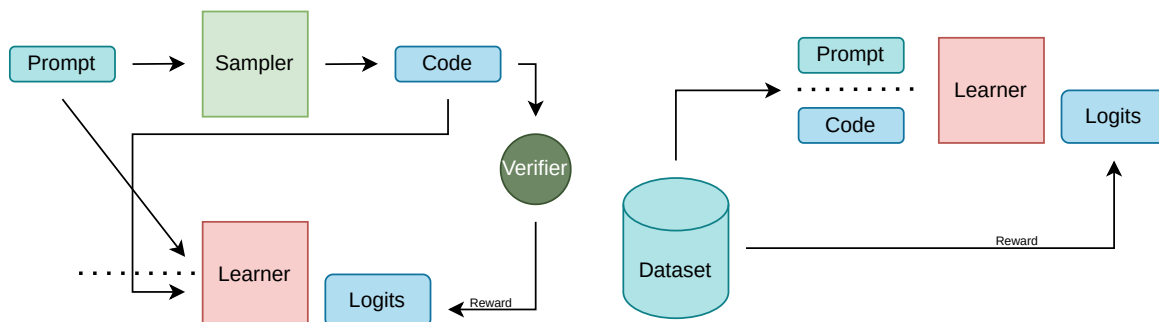 Prompt
Sampler
Code
Verifier
Learner
Logits
Reward
Prompt
Code
Learner
Logits
Reward
Dataset